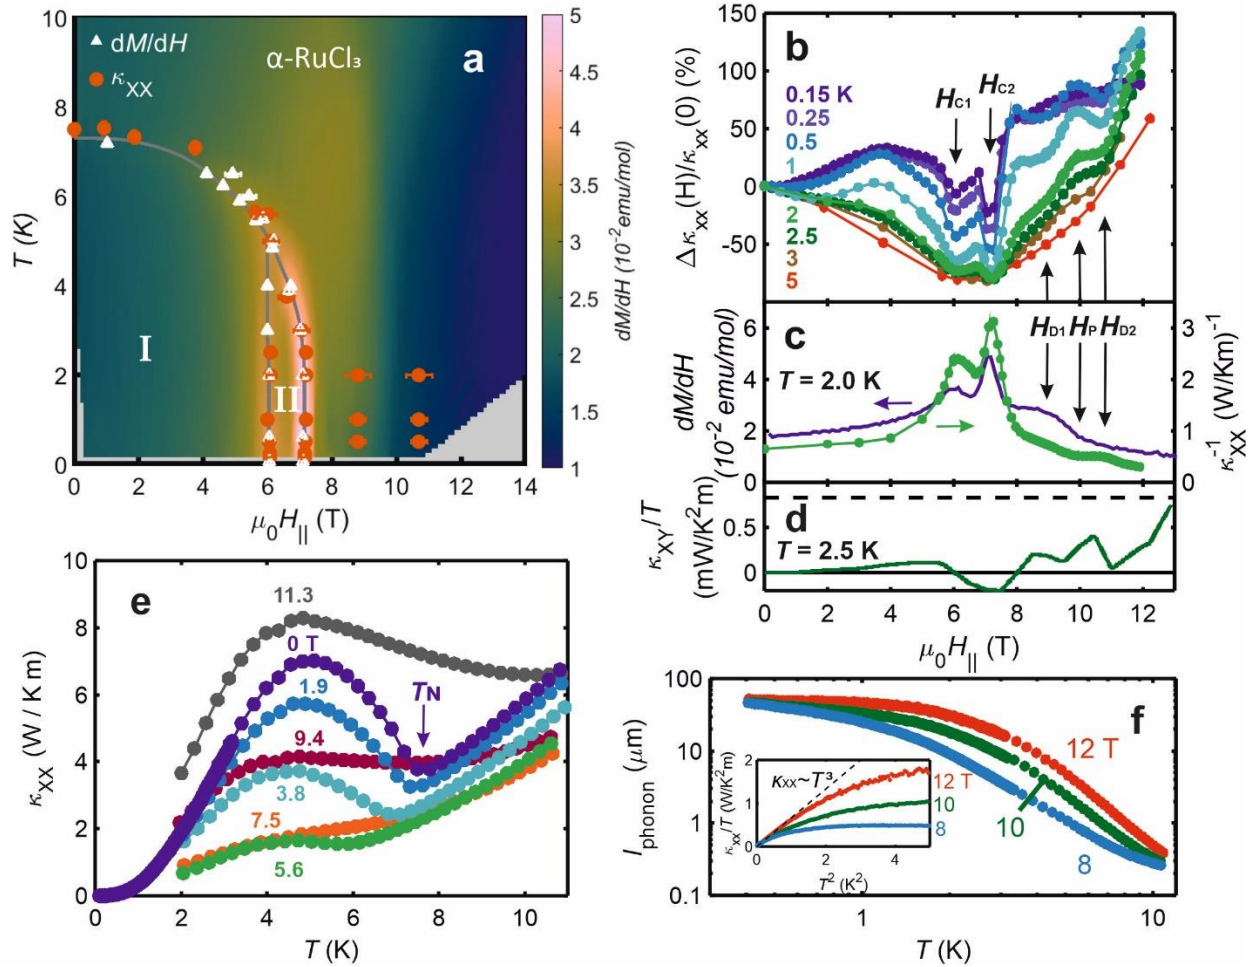 10
8
6
4
2
0
T (K)
0 2 4 6 8 10 12 14
μ₀H|| (T)
dM/dH
κXX
α-RuCl₃
a
I
II
5
4.5
4
3.5
3
2.5
2
1.5
1
dM/dH (10⁻² emu/mol)
150
100
50
0
-50
Δκxx(H)/κxx(0) (%)
b
0.15 K
0.25
0.5
1
2
2.5
3
5
HC1
HC2
6
4
2
0
dM/dH
(10⁻² emu/mol)
c
T = 2.0 K
HD1 HP HD2
3
2
1
0
κXX⁻¹ (W/Km)⁻¹
0.5
0
κXY/T
(mW/K²m)
d
T = 2.5 K
0 2 4 6 8 10 12
μ₀H|| (T)
10
8
6
4
2
0
κXX (W / K m)
e
11.3
0 T
1.9
TN
9.4
3.8
7.5
5.6
0 2 4 6 8 10
T (K)
100
10
1
0.1
lphonon (μm)
f
12 T
10
8
κXX~T³
2
1
0
κxx/T (W/K²m)
12T
10
8
0 2 4
T² (K²)
1 10
T (K)